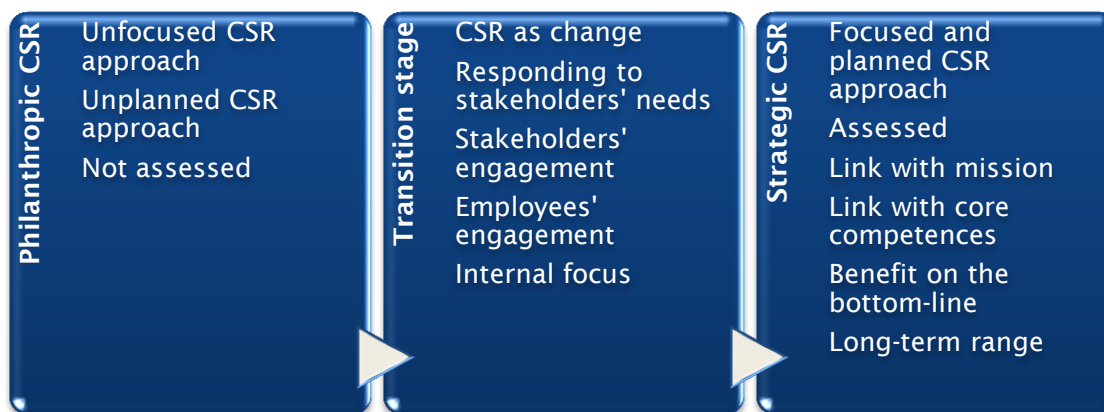 Philanthropic CSR
Unfocused CSR
approach
Unplanned CSR
approach
Not assessed
Transition stage
CSR as change
Responding to
stakeholders' needs
Stakeholders'
engagement
Employees'
engagement
Internal focus
Strategic CSR
Focused and
planned CSR
approach
Assessed
Link with mission
Link with core
competences
Benefit on the
bottom-line
Long-term range